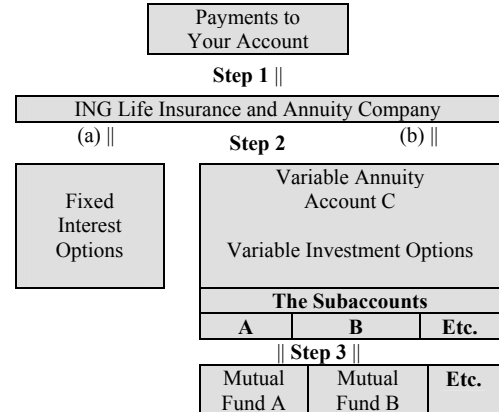 Payments to
Your Account
Step 1 ||
ING Life Insurance and Annuity Company
(a) || Step 2 (b) ||
Fixed
Interest
Options
Variable Annuity
Account C
Variable Investment Options
The Subaccounts
A B Etc.
|| Step 3 ||
Mutual Mutual Etc.
Fund A Fund B